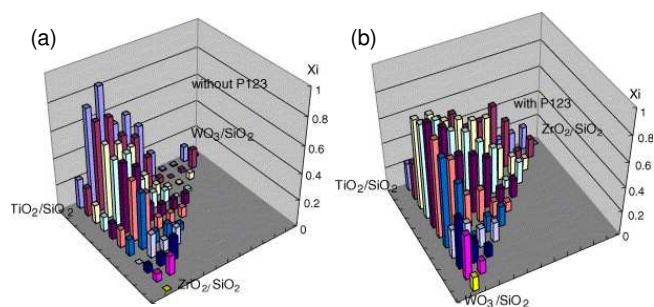 (a)
Xi
1
without P123
0.8
WO3/SiO2
0.6
0.4
TiO2/SiO2
0.2
ZrO2/SiO2
0
(b)
Xi
1
with P123
0.8
ZrO2/SiO2
0.6
TiO2/SiO2
0.4
0.2
0
WO3/SiO2